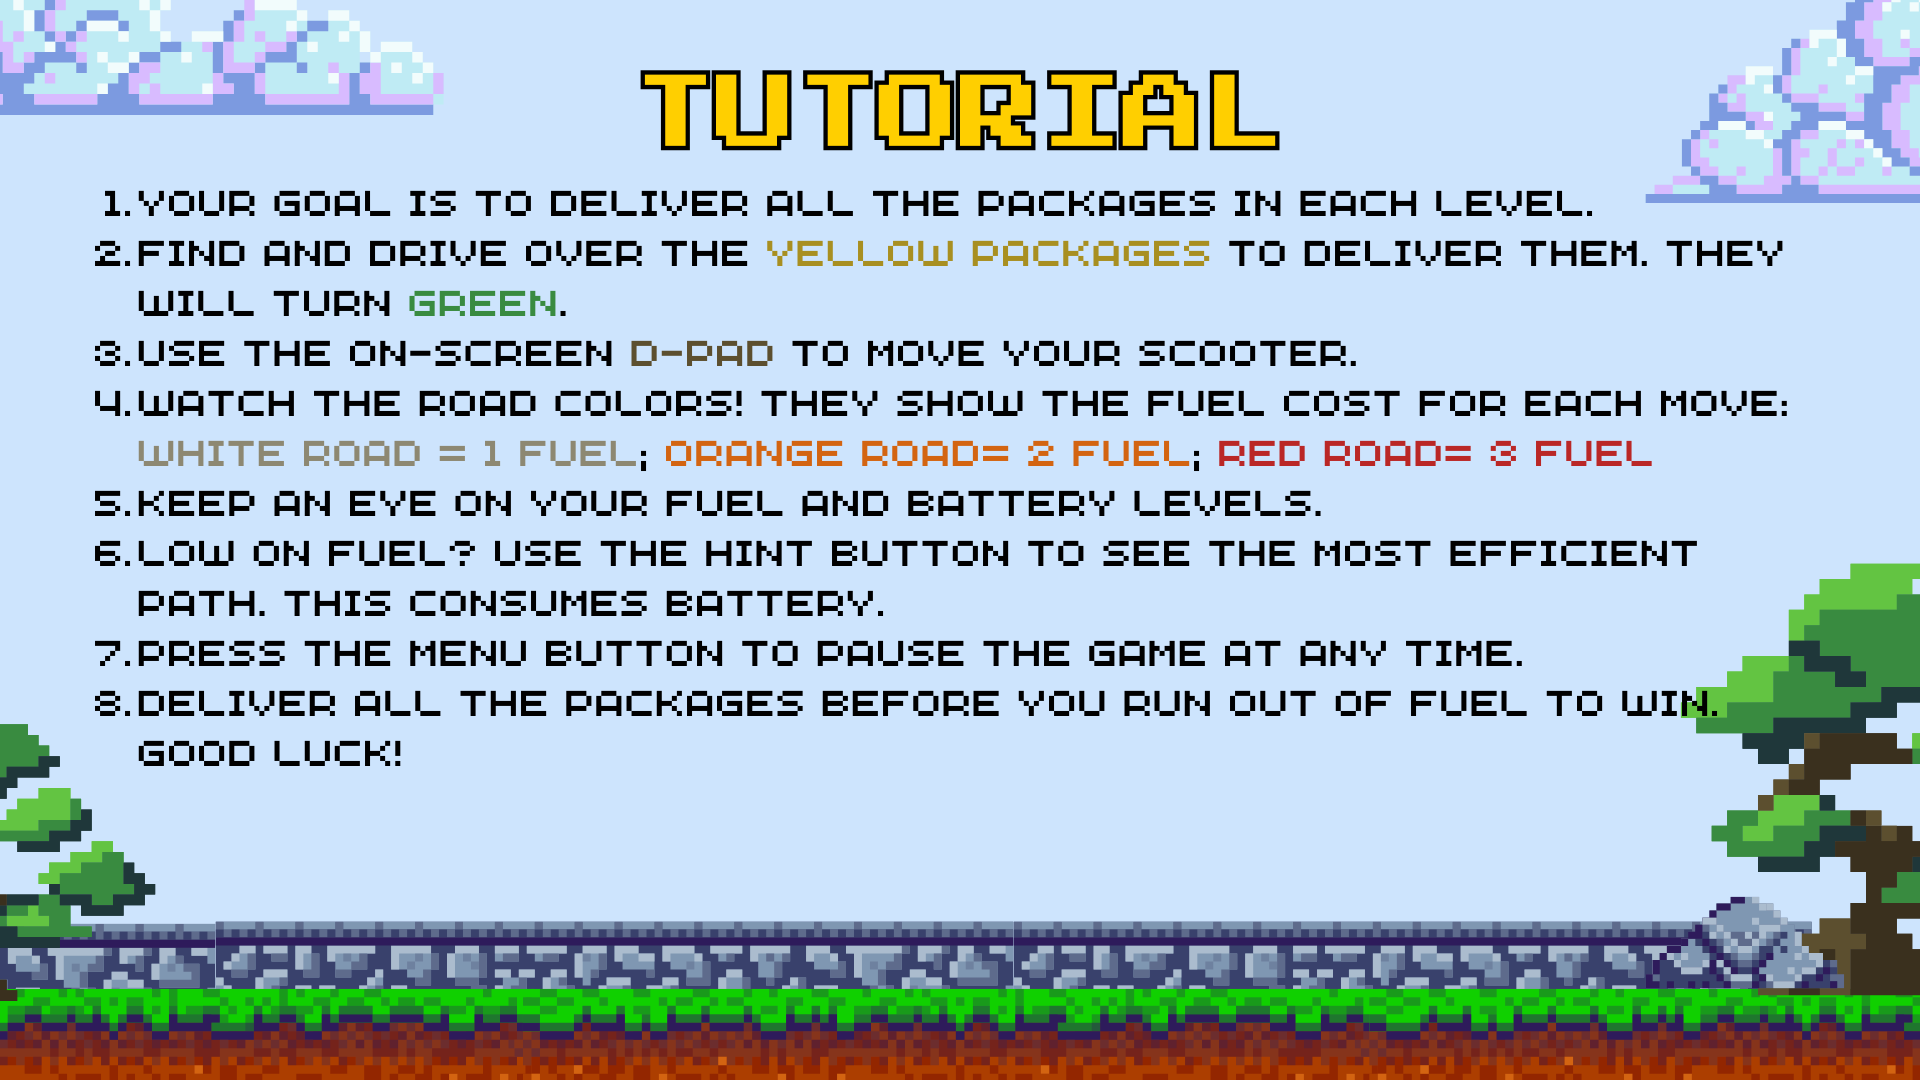 TUTORIAL
1. YOUR GOAL IS TO DELIVER ALL THE PACKAGES IN EACH LEVEL.
2. FIND AND DRIVE OVER THE YELLOW PACKAGES TO DELIVER THEM. THEY
WILL TURN GREEN.
3. USE THE ON-SCREEN D-PAD TO MOVE YOUR SCOOTER.
4. WATCH THE ROAD COLORS! THEY SHOW THE FUEL COST FOR EACH MOVE:
WHITE ROAD = 1 FUEL; ORANGE ROAD= 2 FUEL; RED ROAD= 3 FUEL
5. KEEP AN EYE ON YOUR FUEL AND BATTERY LEVELS.
6. LOW ON FUEL? USE THE HINT BUTTON TO SEE THE MOST EFFICIENT
PATH. THIS CONSUMES BATTERY.
7. PRESS THE MENU BUTTON TO PAUSE THE GAME AT ANY TIME.
8. DELIVER ALL THE PACKAGES BEFORE YOU RUN OUT OF FUEL TO WIN.
GOOD LUCK!